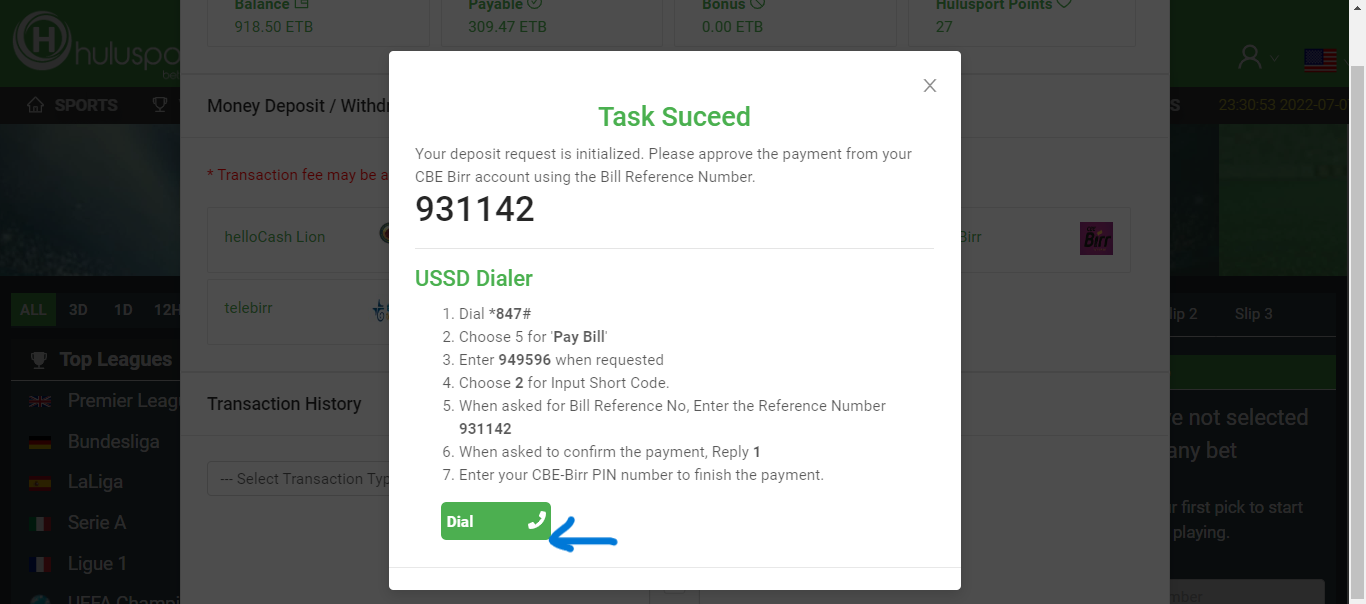 Balance
Payable
Bonus
Hulusport Points
918.50 ETB
309.47 ETB
0.00 ETB
27
H
huluspo
SPORTS
S
23:30:53 2022-07-0
Money Deposit / Withdr
* Transaction fee may be a
helloCash Lion
Birr
CBE
Birr
telebirr
ALL
3D
1D
12H
lip 2
Slip 3
Top Leagues
Premier Leag
Bundesliga
LaLiga
Serie A
Ligue 1
UEFA Champi
Transaction History
--- Select Transaction Typ
Task Suceed
Your deposit request is initialized. Please approve the payment from your
CBE Birr account using the Bill Reference Number.
931142
USSD Dialer
1. Dial *847#
2. Choose 5 for 'Pay Bill'
3. Enter 949596 when requested
4. Choose 2 for Input Short Code.
5. When asked for Bill Reference No, Enter the Reference Number
931142
6. When asked to confirm the payment, Reply 1
7. Enter your CBE-Birr PIN number to finish the payment.
Dial
re not selected
any bet
r first pick to start
playing.
mber